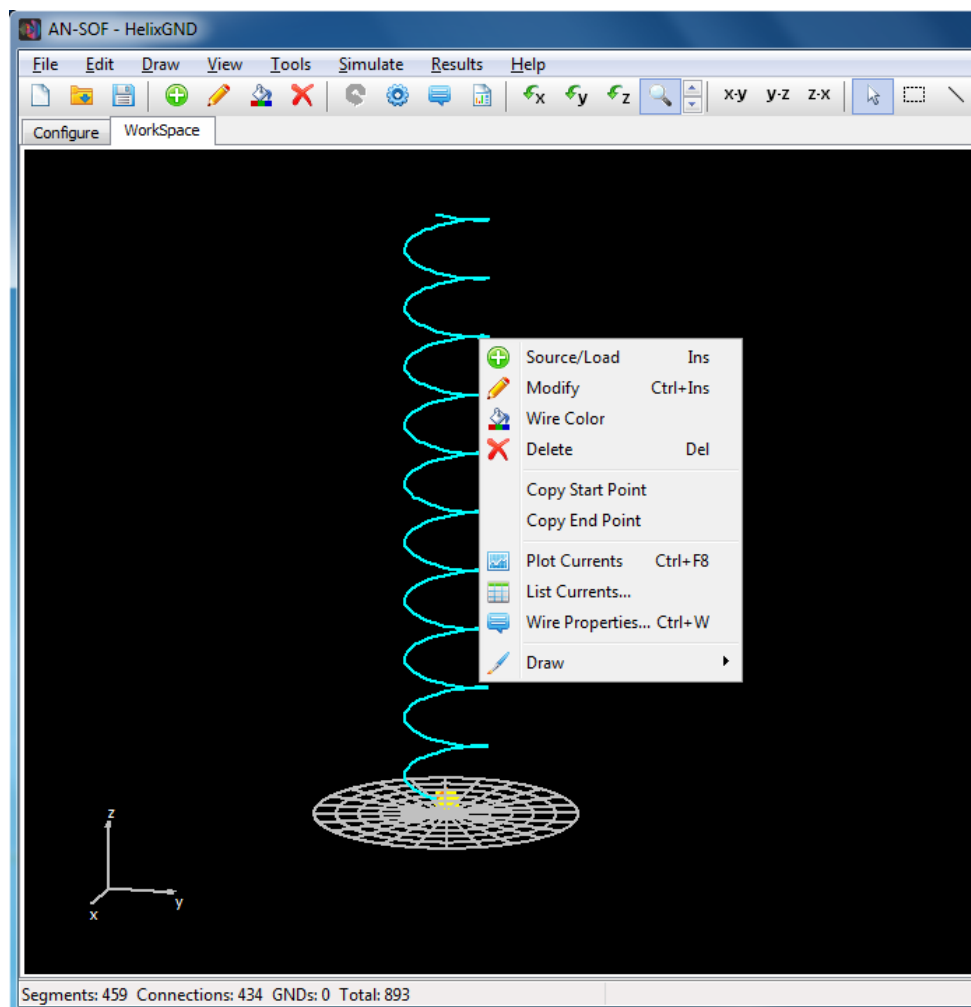 AN-SOF - HelixGND
File Edit Draw View Tools Simulate Results Help
x y z x-y y-z z-x
Configure WorkSpace
Source/Load Ins
Modify Ctrl+Ins
Wire Color
Delete Del
Copy Start Point
Copy End Point
Plot Currents Ctrl+F8
List Currents...
Wire Properties... Ctrl+W
Draw
z
y
x
Segments: 459 Connections: 434 GNDs: 0 Total: 893